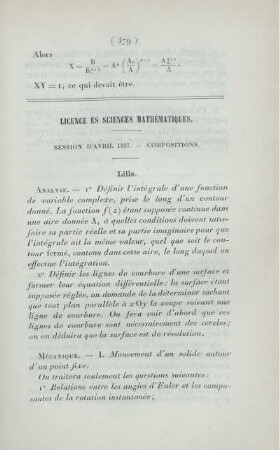 ( 379 )
Alors
XY = 1, ce qui devait être.
LICENCE ES SCIENCES MATHÉMATIQUES.
SESSION D'AVRIL 1897. — COMPOSITIONS.
Lille.
ANALYSE. — 1° Définir l'intégrale d'une fonction
de variable complexe, prise le long d'un contour
donné. La fonction f(z) étant supposée continue dans
une aire donnée A, à quelles conditions doivent satis-
faire sa partie réelle et sa partie imaginaire pour que
que l'intégrale ait la même valeur, quel que soit le con-
tour fermé, contenu dans cette aire, le long duquel on
effectue l'intégration.
2° Définir les lignes de courbure d'une surface et
former leur équation différentielle: la surface étant
supposée réglée, on demande de la déterminer sachant
que tout plan parallèle à xOy la coupe suivant une
ligne de courbure. On fera voir d'abord que ces
lignes de courbure sont nécessairement des cercles;
on en déduira que la surface est de révolution.
MÉCANIQUE. — I. Mouvement d'un solide autour
d'un point fixe.
On traitera seulement les questions suivantes:
1° Relations entre les angles d'Euler et les compo-
santes de la rotation instantanée;